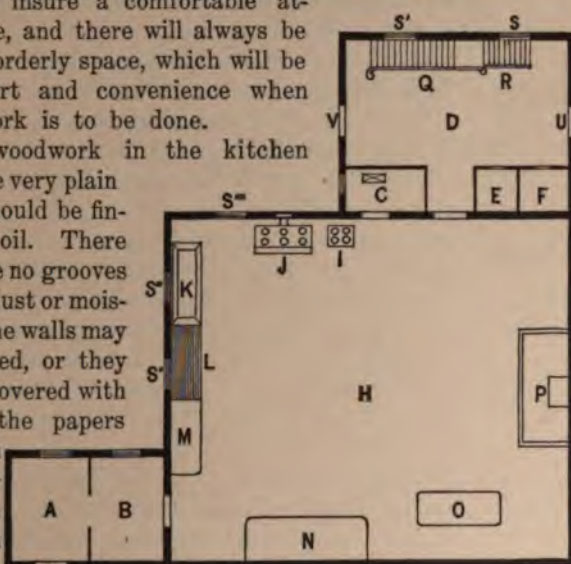 insure a comfortable at-
e, and there will always be
orderly space, which will be
rt and convenience when
rk is to be done.
woodwork in the kitchen
e very plain
ould be fin-
oil. There
e no grooves
ust or mois-
he walls may
ed, or they
overed with
the papers
S' S
Q R
V D U
C E F
S'''
J I
S'' K
S' L
H
P
M
A B O
N